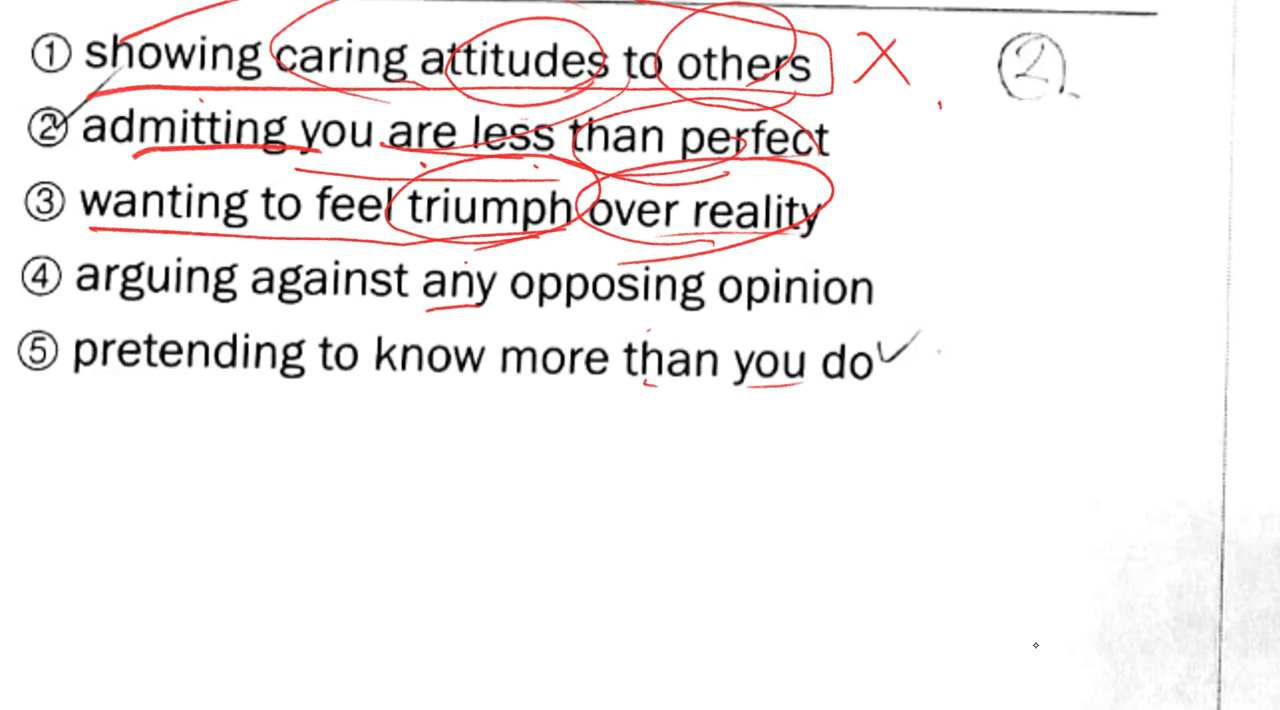 ① showing caring attitudes to others X ②
② admitting you are less than perfect
③ wanting to feel triumph over reality
④ arguing against any opposing opinion
⑤ pretending to know more than you do